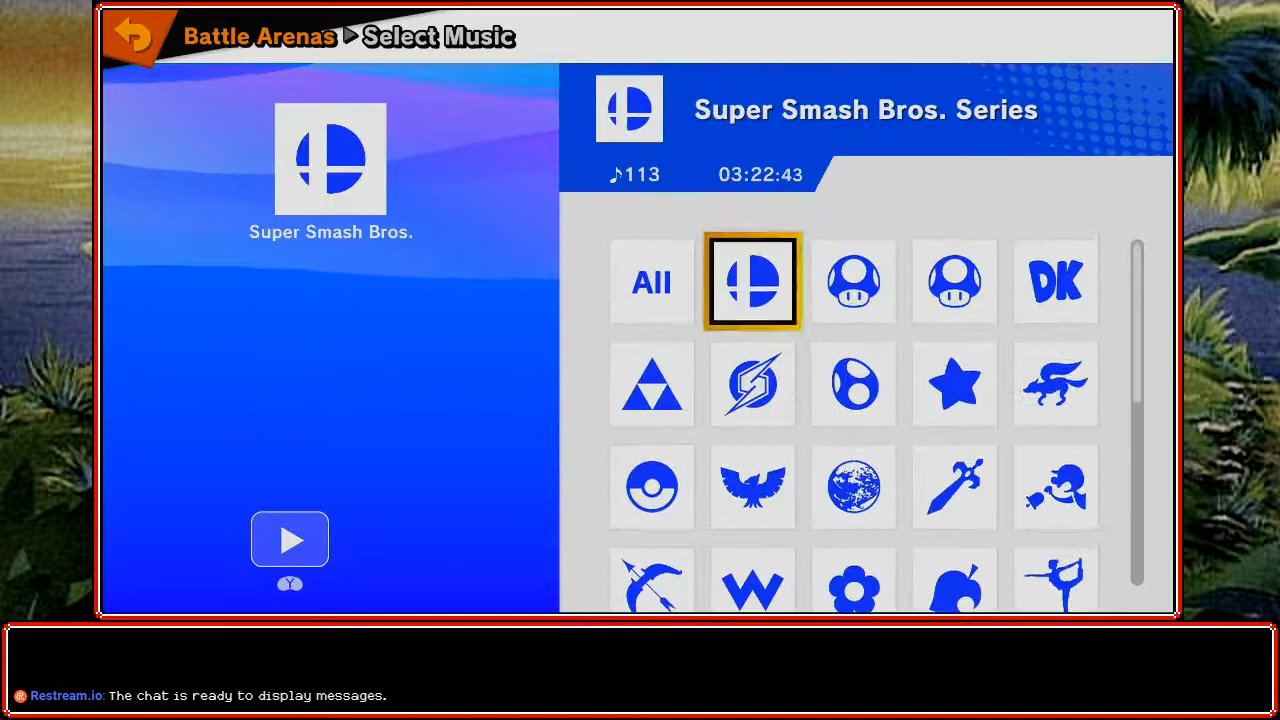 Battle Arenas ▶ Select Music
Super Smash Bros. Series
♪113 03:22:43
Super Smash Bros.
All
DK
Y
Restream.io: The chat is ready to display messages.